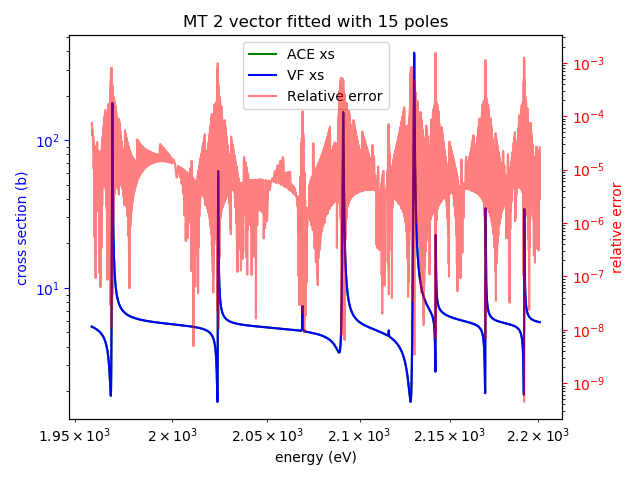 MT 2 vector fitted with 15 poles
ACE xs
VF xs
Relative error
cross section (b)
10²
10¹
relative error
10⁻³
10⁻⁴
10⁻⁵
10⁻⁶
10⁻⁷
10⁻⁸
10⁻⁹
1.95×10³ 2×10³ 2.05×10³ 2.1×10³ 2.15×10³ 2.2×10³
energy (eV)